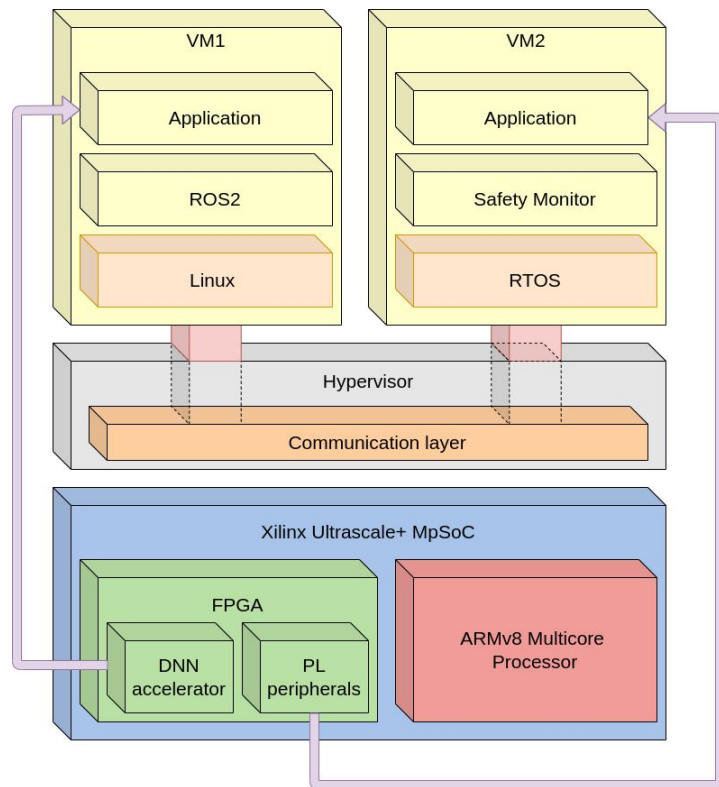 VM1
VM2
Application
Application
ROS2
Safety Monitor
Linux
RTOS
Hypervisor
Communication layer
Xilinx Ultrascale+ MpSoC
FPGA
DNN
accelerator
PL
peripherals
ARMv8 Multicore
Processor